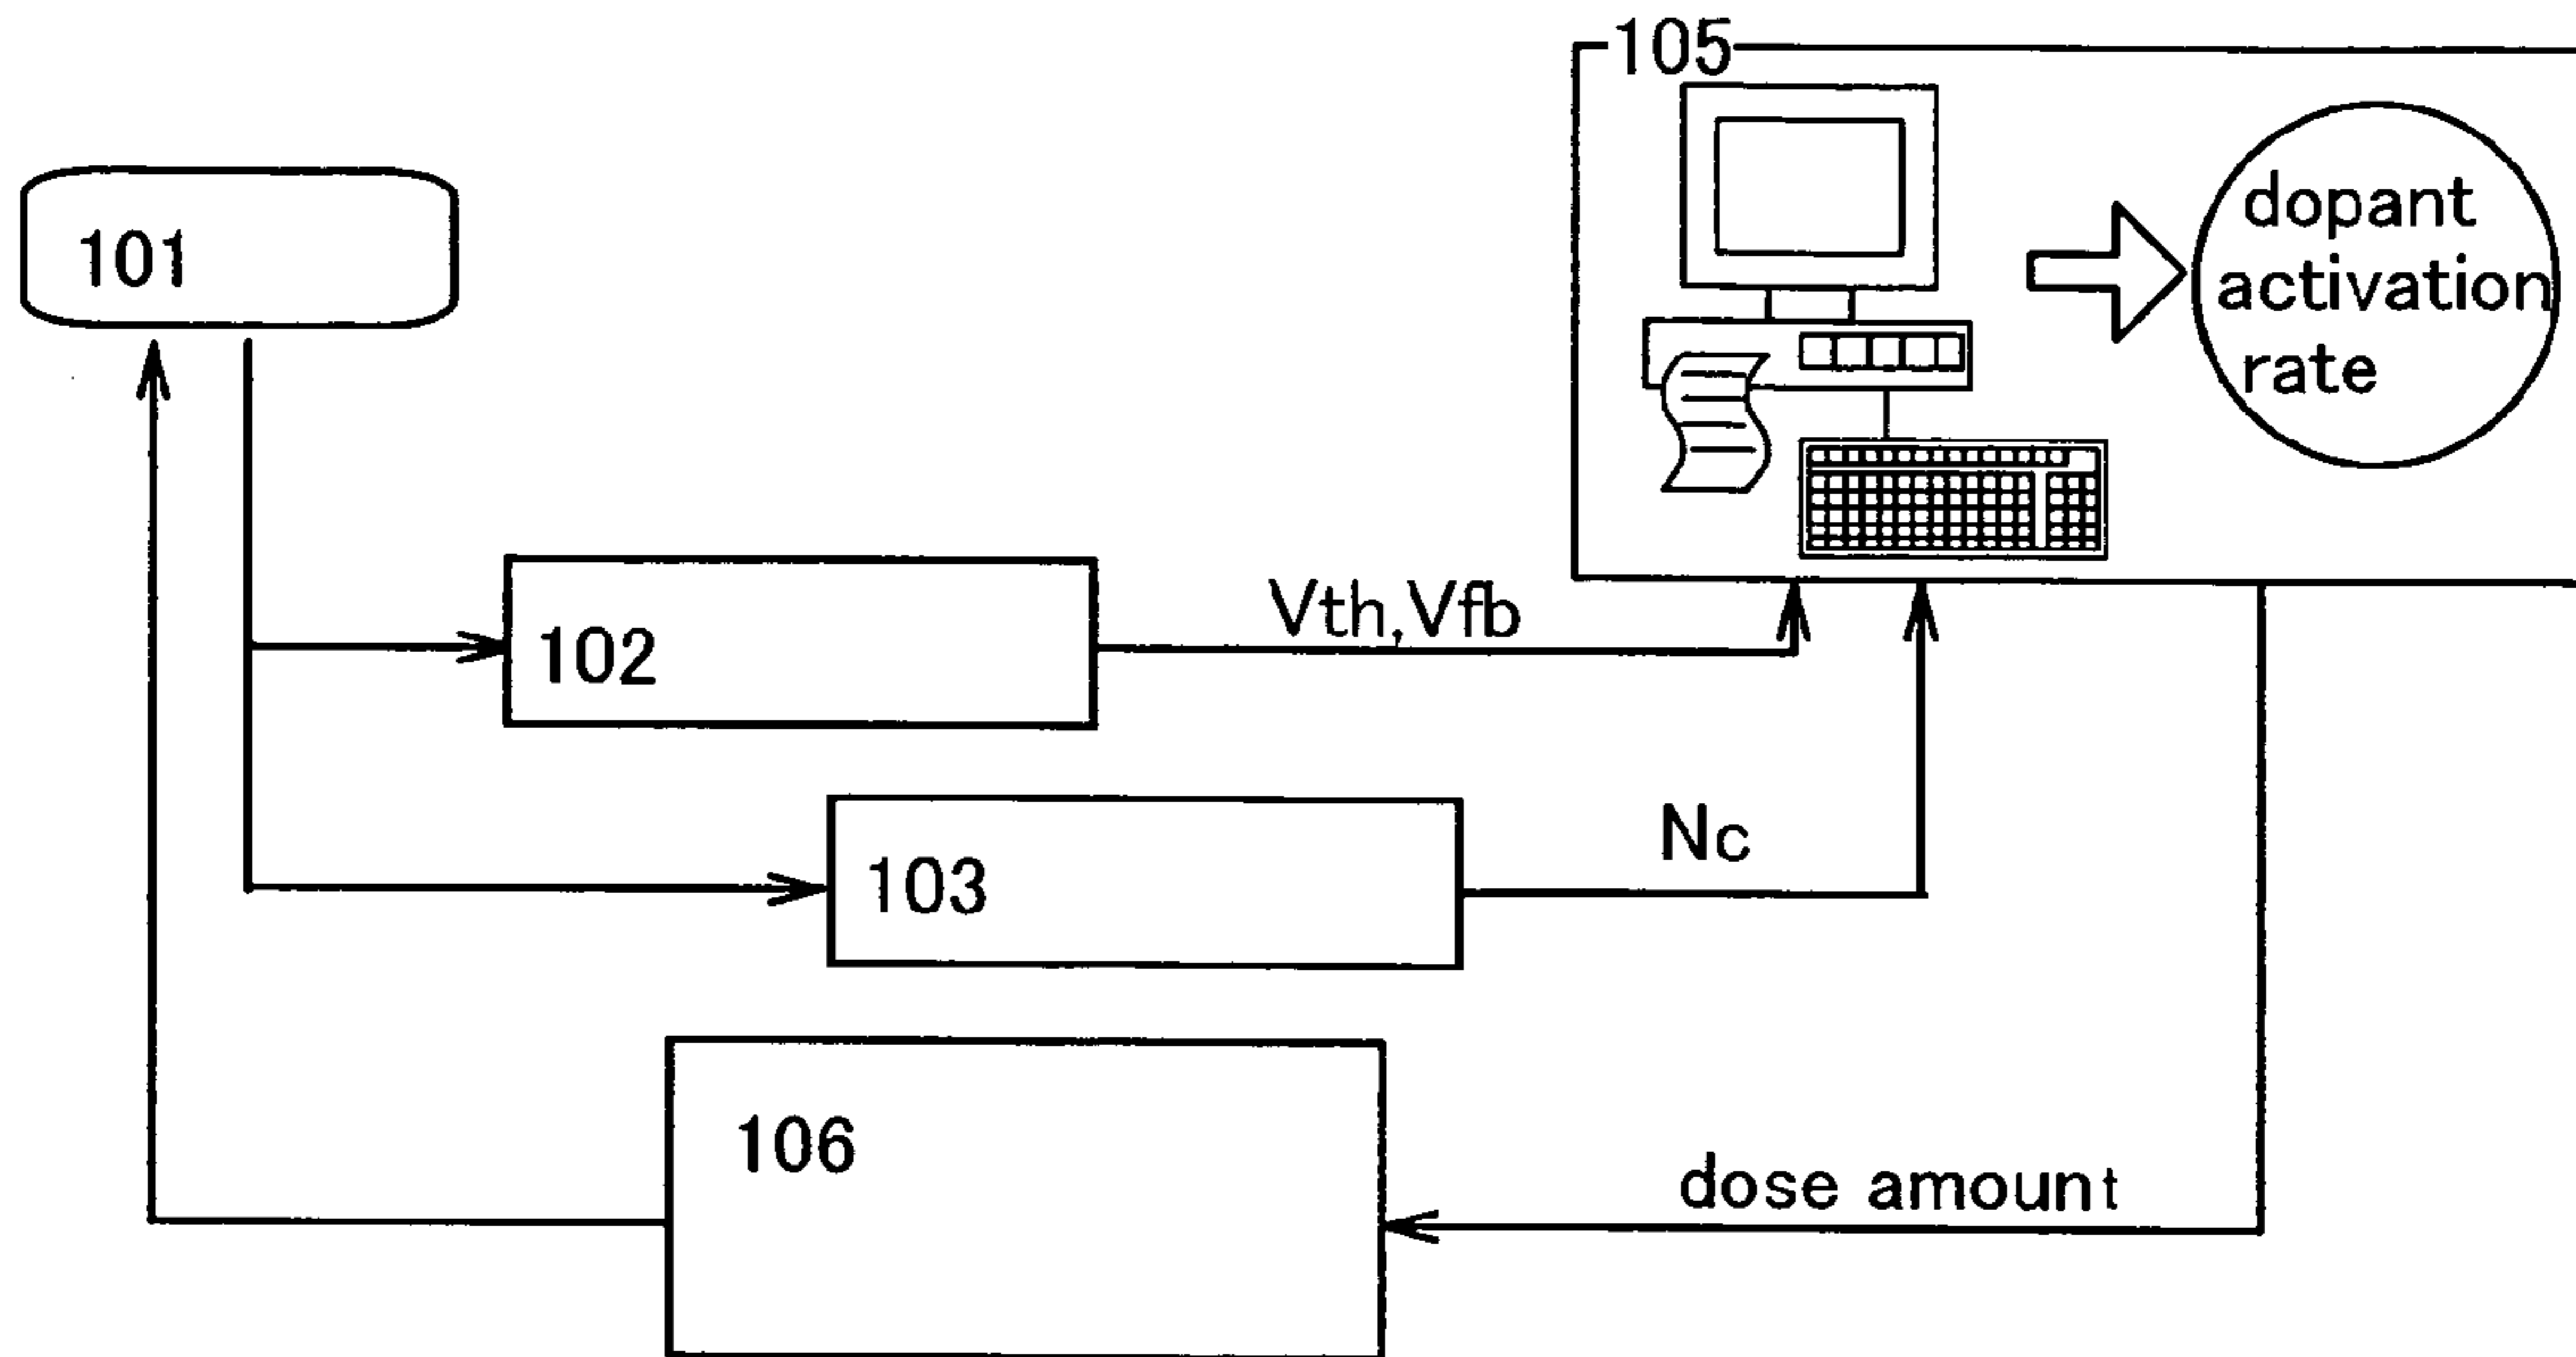 105
dopant
activation
rate
101
102
Vth,Vfb
103
Nc
106
dose amount